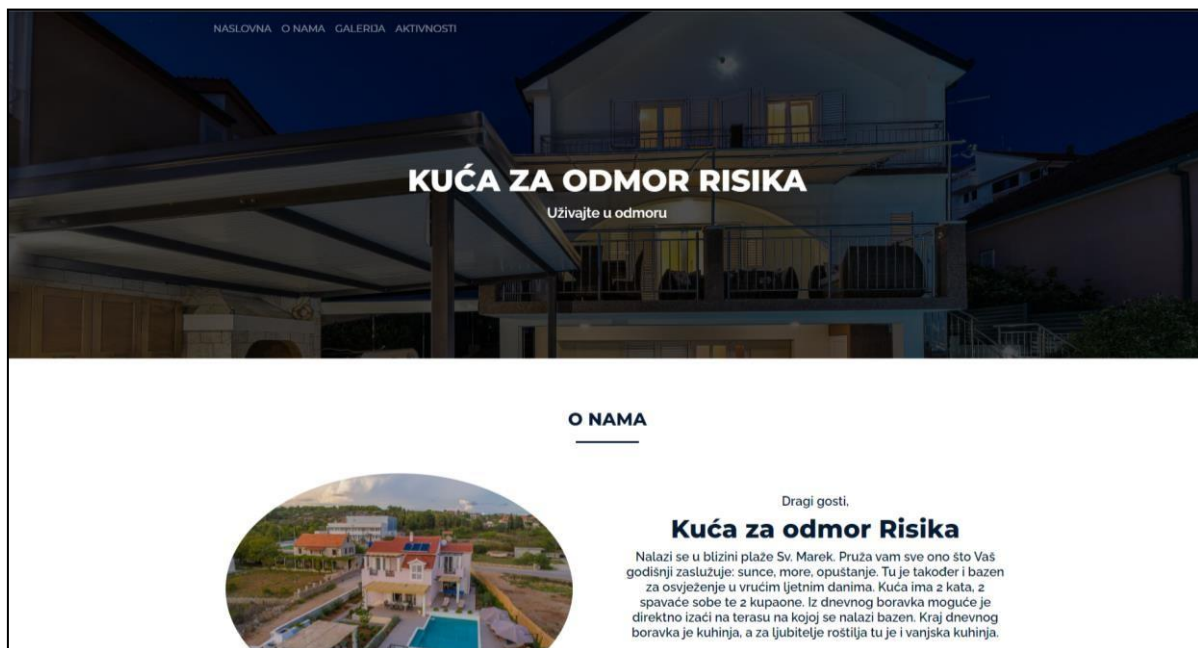 NASLOVNA O NAMA GALERIJA AKTIVNOSTI
KUĆA ZA ODMOR RISIKA
Uživajte u odmoru
O NAMA
Dragi gosti,
Kuća za odmor Risika
Nalazi se u blizini plaže Sv. Marek. Pruža vam sve ono što Vaš
godišnji zaslužuje: sunce, more, opuštanje. Tu je također i bazen
za osvježenje u vrućim ljetnim danima. Kuća ima 2 kata, 2
spavaće sobe te 2 kupaone. Iz dnevnog boravka moguće je
direktno izaći na terasu na kojoj se nalazi bazen. Kraj dnevnog
boravka je kuhinja, a za ljubitelje roštilja tu je i vanjska kuhinja.